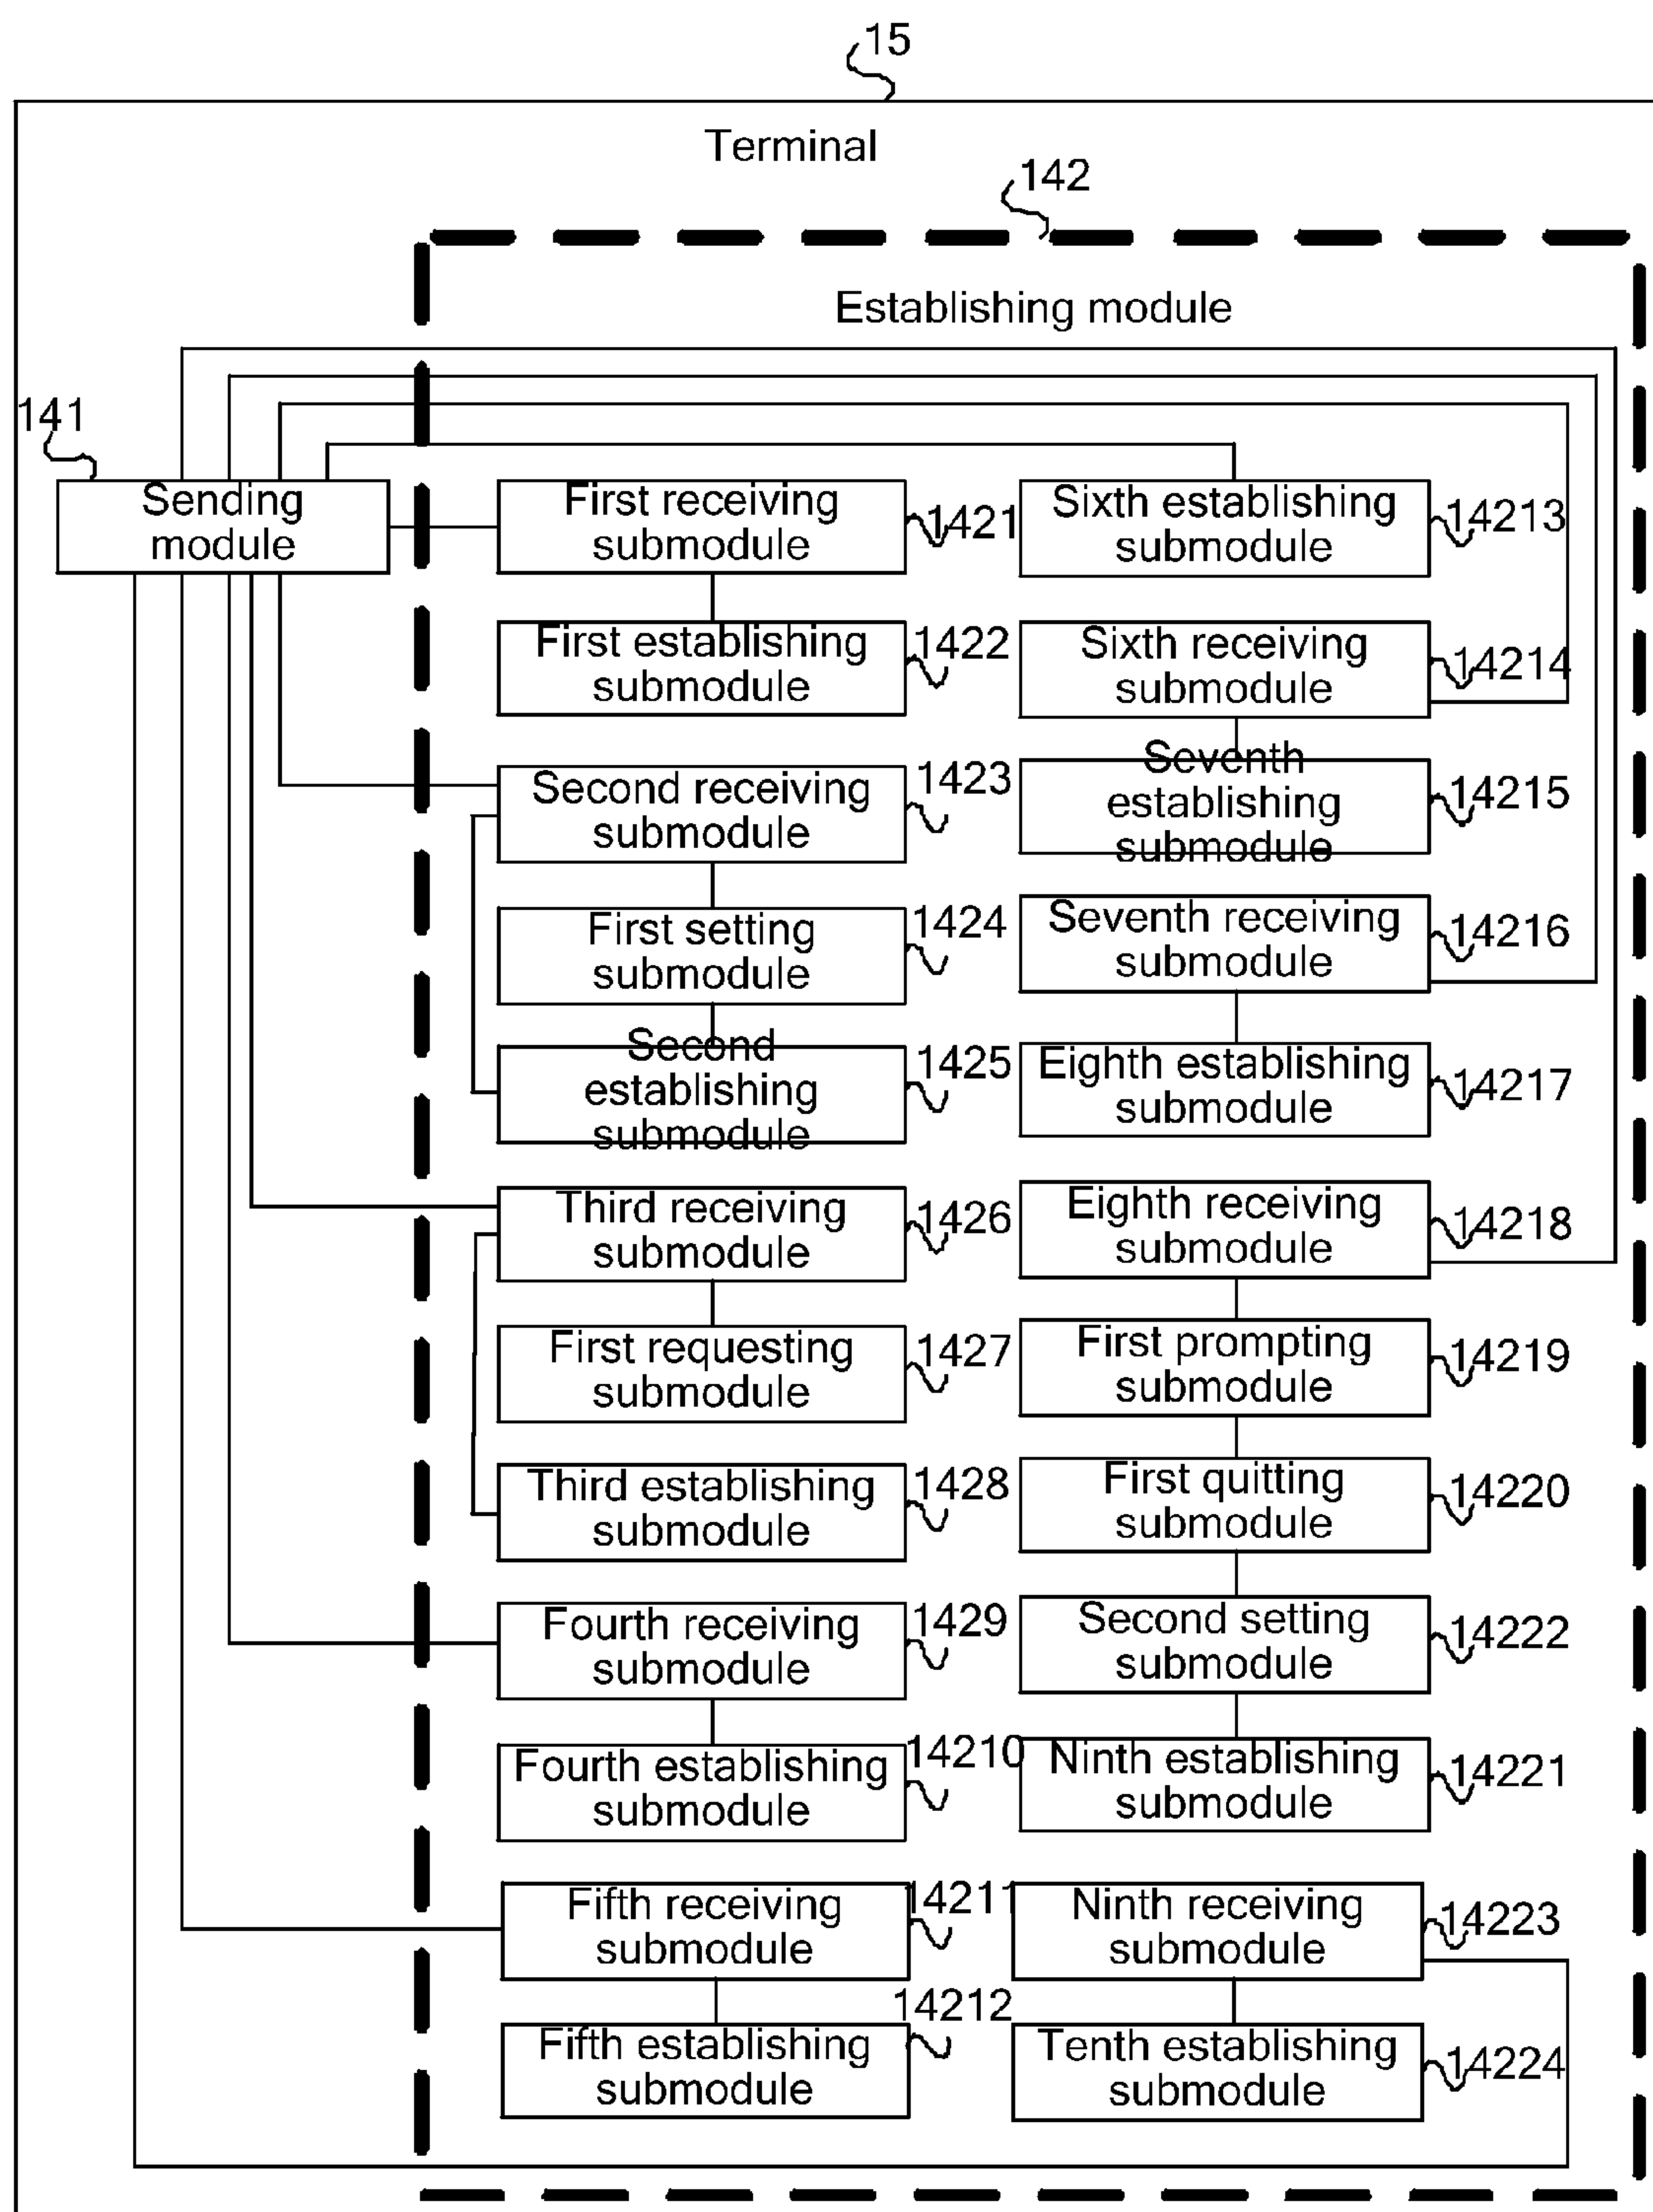 15
Terminal
142
Establishing module
141
Sending
module
First receiving
submodule
1421
Sixth establishing
submodule
14213
First establishing
submodule
1422
Sixth receiving
submodule
14214
Second receiving
submodule
1423
Seventh
establishing
submodule
14215
First setting
submodule
1424
Seventh receiving
submodule
14216
Second
establishing
submodule
1425
Eighth establishing
submodule
14217
Third receiving
submodule
1426
Eighth receiving
submodule
14218
First requesting
submodule
1427
First prompting
submodule
14219
Third establishing
submodule
1428
First quitting
submodule
14220
Fourth receiving
submodule
1429
Second setting
submodule
14222
Fourth establishing
submodule
14210
Ninth establishing
submodule
14221
Fifth receiving
submodule
14211
Ninth receiving
submodule
14223
Fifth establishing
submodule
14212
Tenth establishing
submodule
14224